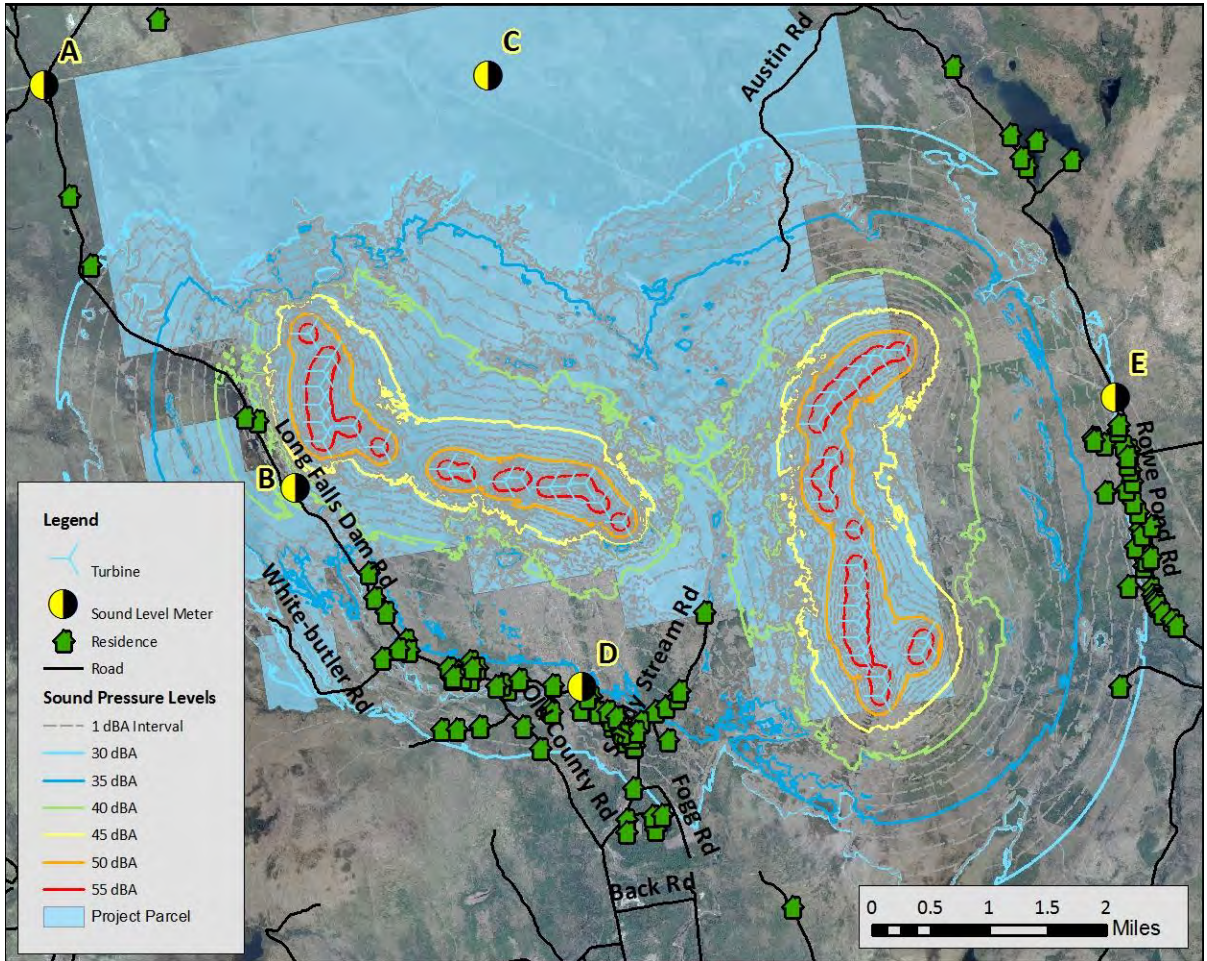 A
C
Austin Rd
E
Rowe Pond Rd
B
Long Falls Dam Rd
White-butler Rd
D
Sandy Stream Rd
Old County Rd
Fogg Rd
Back Rd
Legend
Turbine
Sound Level Meter
Residence
Road
Sound Pressure Levels
1 dBA Interval
30 dBA
35 dBA
40 dBA
45 dBA
50 dBA
55 dBA
Project Parcel
0 0.5 1 1.5 2
Miles